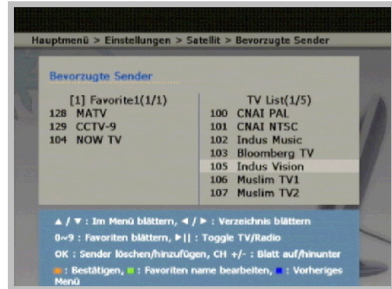 Hauptmenü > Einstellungen > Satellit > Bevorzugte Sender
Bevorzugte Sender
[1] Favorite1(1/1)
128 MATV
129 CCTV-9
104 NOW TV
TV List(1/5)
100 CNAI PAL
101 CNAI NTSC
102 Indus Music
103 Bloomberg TV
105 Indus Vision
106 Muslim TV1
107 Muslim TV2
▲ / ▼ : Im Menü blättern, ◄ / ► : Verzeichnis blättern
0~9 : Favoriten blättern, ►|| : Toggle TV/Radio
OK : Sender löschen/hinzufügen, CH +/- : Blatt auf/hinunter
■ : Bestätigen, ■ : Favoriten name bearbeiten, ■ : Vorheriges
Menü